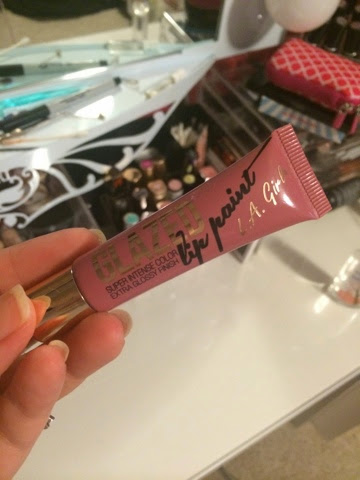 GLAZED
lip paint
L.A. Girl
SUPER INTENSE COLOR
EXTRA GLOSSY FINISH